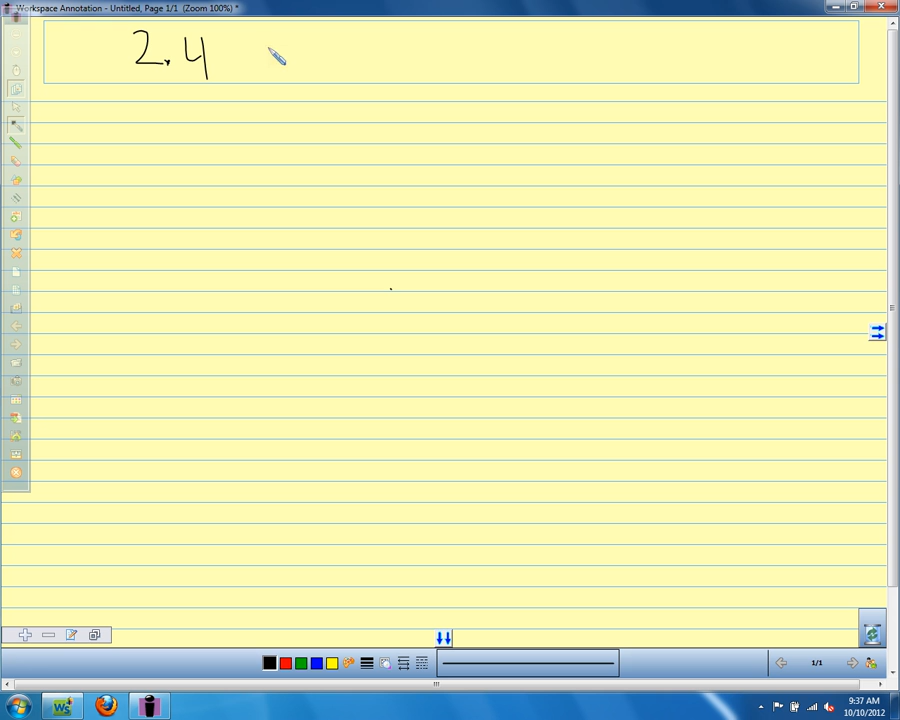 Workspace Annotation - Untitled, Page 1/1 (Zoom 100%) *
2.4
1/1
9:37 AM
10/10/2012